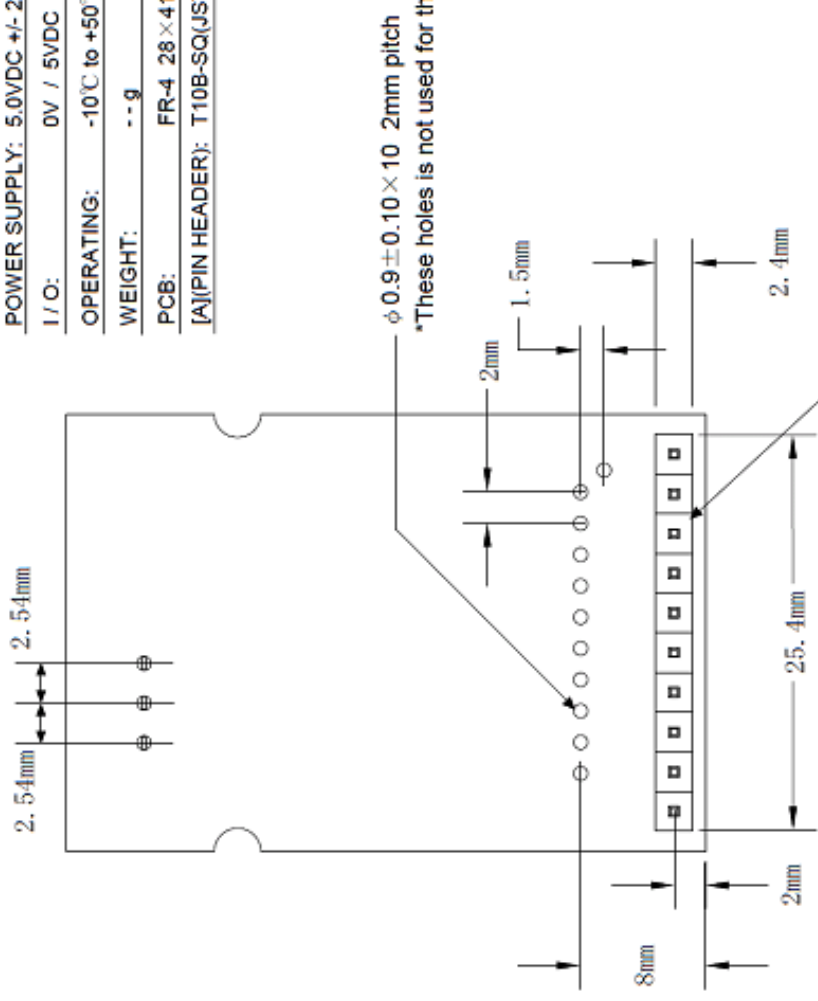 POWER SUPPLY: 5.0VDC +/- 2
I / O: 0V / 5VDC
OPERATING: -10℃ to +50°
WEIGHT: - - g
PCB: FR-4 28×41
[A](PIN HEADER): T10B-SQ(JS
ϕ0.9±0.10×10 2mm pitch
*These holes is not used for th
2.54mm
2.54mm
2mm
1.5mm
2.4mm
25.4mm
8mm
2mm